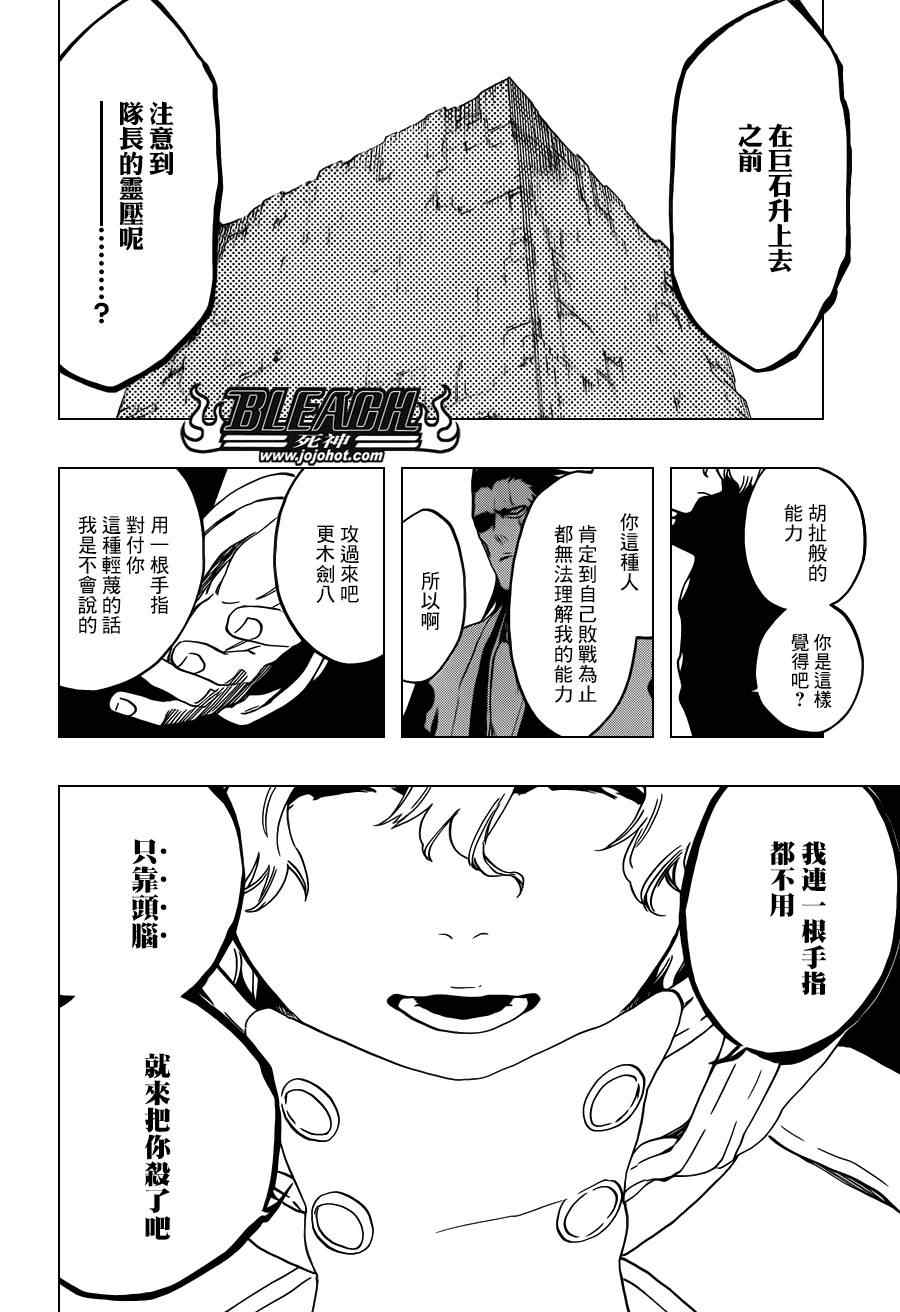 在巨石升上去
之前
注意到
隊長的靈壓呢
——………?
BLEACH
死神
www.jojohot.com
胡扯般的
能力
你是這樣
覺得吧?
你這種人
肯定到自己敗戰為止
都無法理解我的能力
所以啊
攻過來吧
更木劍八
用一根手指
對付你
這種輕蔑的話
我是不會說的
我連一根手指
都不用
只靠頭腦
就來把你殺了吧